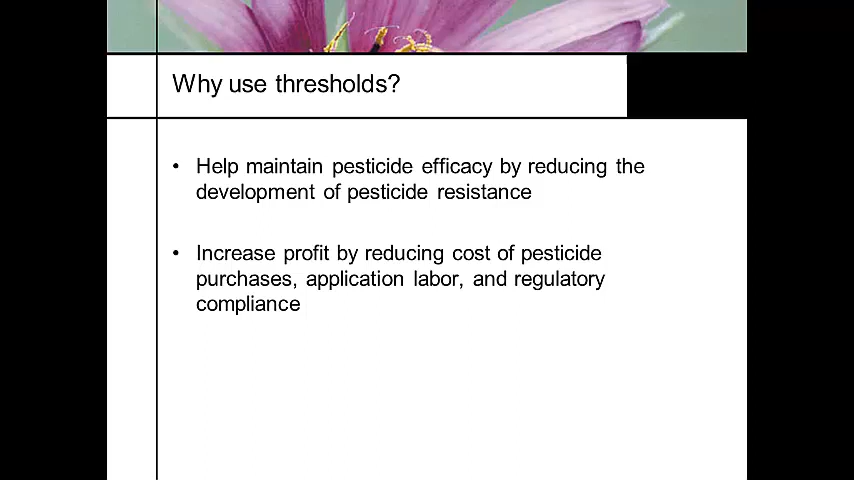 Why use thresholds?
• Help maintain pesticide efficacy by reducing the
development of pesticide resistance
• Increase profit by reducing cost of pesticide
purchases, application labor, and regulatory
compliance